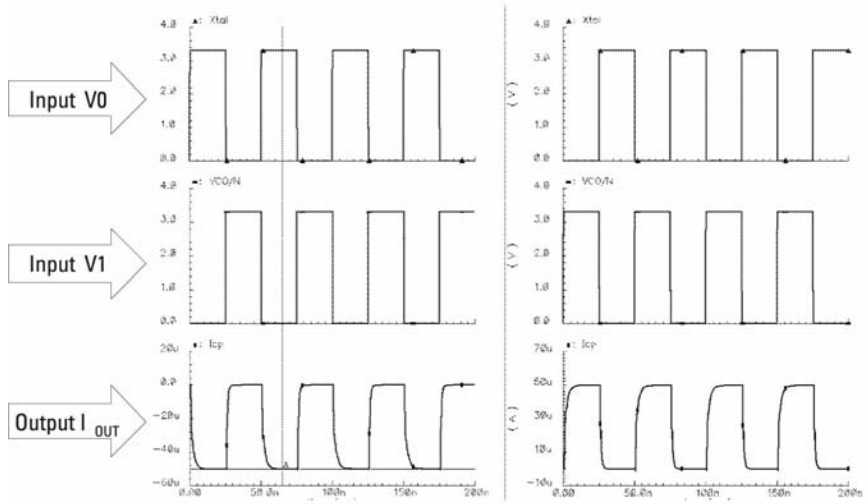 Input V0
4.0
3.0
2.0
1.0
0.0
▲: Xtal
4.0
3.0
2.0
1.0
0.0
(V)
▲: Xtal
Input V1
4.0
3.0
2.0
1.0
0.0
: VCO/N
4.0
3.0
2.0
1.0
0.0
(V)
: VCO/N
Output I OUT
20u
0.0
-20u
-40u
-60u
: Icp
0.00
50.0n
100n
150n
200n
70u
50u
30u
10u
-10u
(A)
: Icp
0.00
50.0n
100n
150n
200n